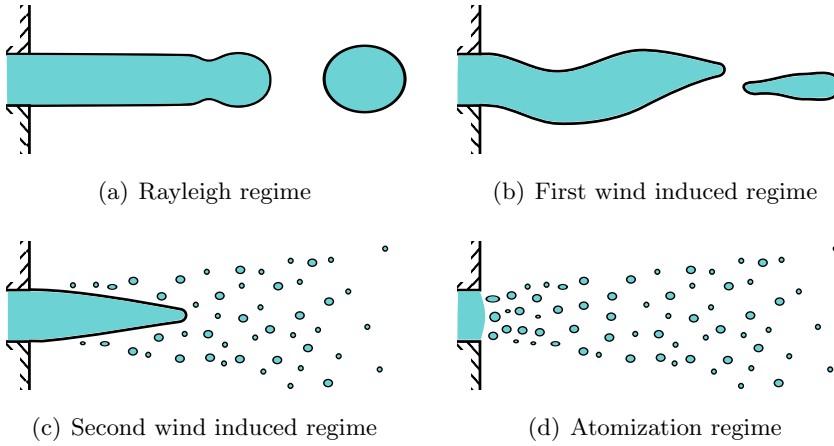 (a) Rayleigh regime
(b) First wind induced regime
(c) Second wind induced regime
(d) Atomization regime